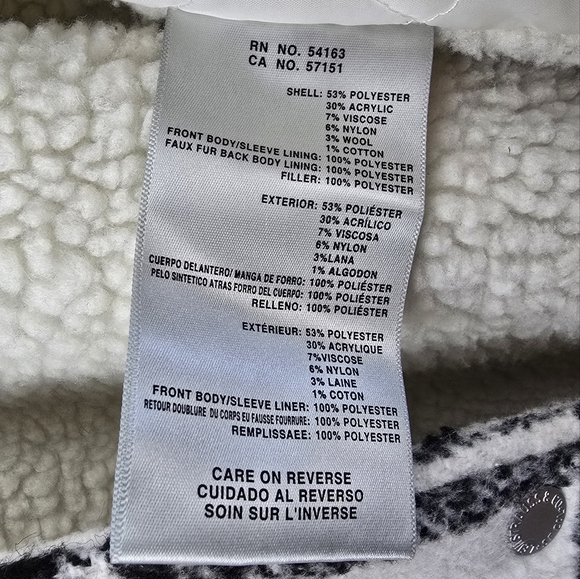 RN NO. 54163
CA NO. 57151
SHELL: 53% POLYESTER
30% ACRYLIC
7% VISCOSE
6% NYLON
3% WOOL
1% COTTON
FRONT BODY/SLEEVE LINING: 100% POLYESTER
FAUX FUR BACK BODY LINING: 100% POLYESTER
FILLER: 100% POLYESTER
EXTERIOR: 53% POLIÉSTER
30% ACRÍLICO
7% VISCOSA
6% NYLON
3%LANA
1% ALGODON
CUERPO DELANTERO/ MANGA DE FORRO: 100% POLIÉSTER
PELO SINTETICO ATRAS FORRO DEL CUERPO: 100% POLIÉSTER
RELLENO: 100% POLIÉSTER
EXTÉRIEUR: 53% POLYESTER
30% ACRYLIQUE
7%VISCOSE
6% NYLON
3% LAINE
1% COTON
FRONT BODY/SLEEVE LINER: 100% POLYESTER
RETOUR DOUBLURE DU CORPS EU FAUSSE FOURRURE: 100% POLYESTER
REMPLISSAEE: 100% POLYESTER
CARE ON REVERSE
CUIDADO AL REVERSO
SOIN SUR L'INVERSE